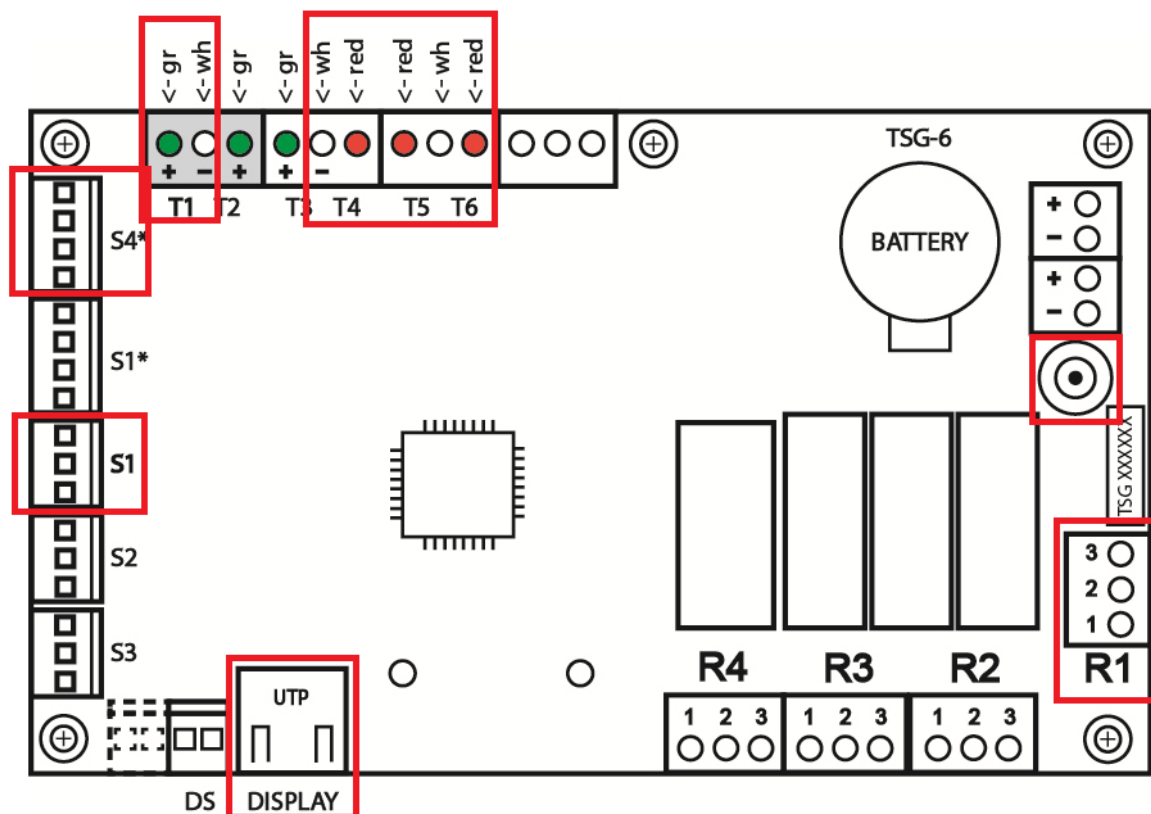 <-gr <-wh <-gr <-gr <-wh <-red <-red <-wh <-red
TSG-6
+ - + + -
T1 T2 T3 T4 T5 T6
S4*
+
-
BATTERY
+
-
S1*
S1
TSG XXXXXX
S2
3
2
1
S3
R4 R3 R2 R1
UTP
1 2 3 1 2 3 1 2 3
DS DISPLAY